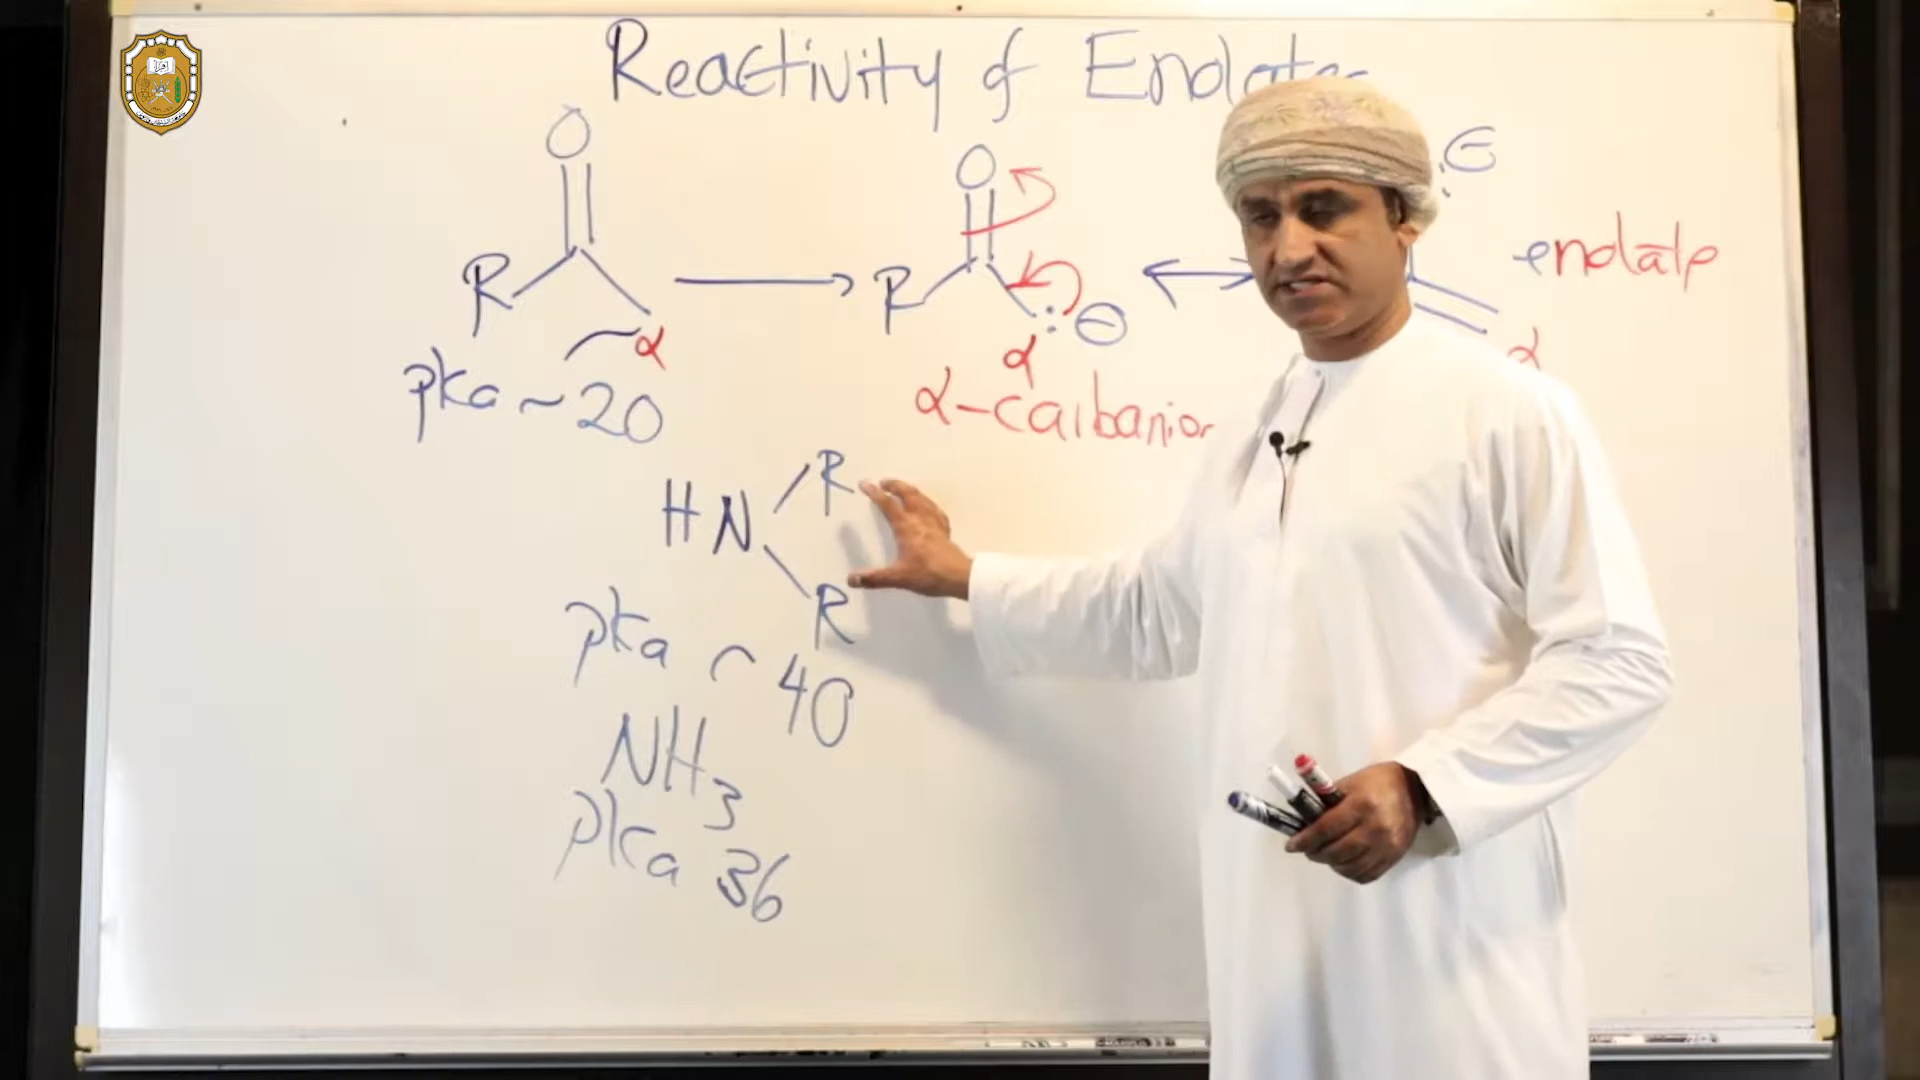 Reactivity of Enolates
O
O
Θ
R
R
enolate
α
α
α
pka ~ 20
α-carbanion
R
HN
R
pka ~ 40
NH3
pka 36